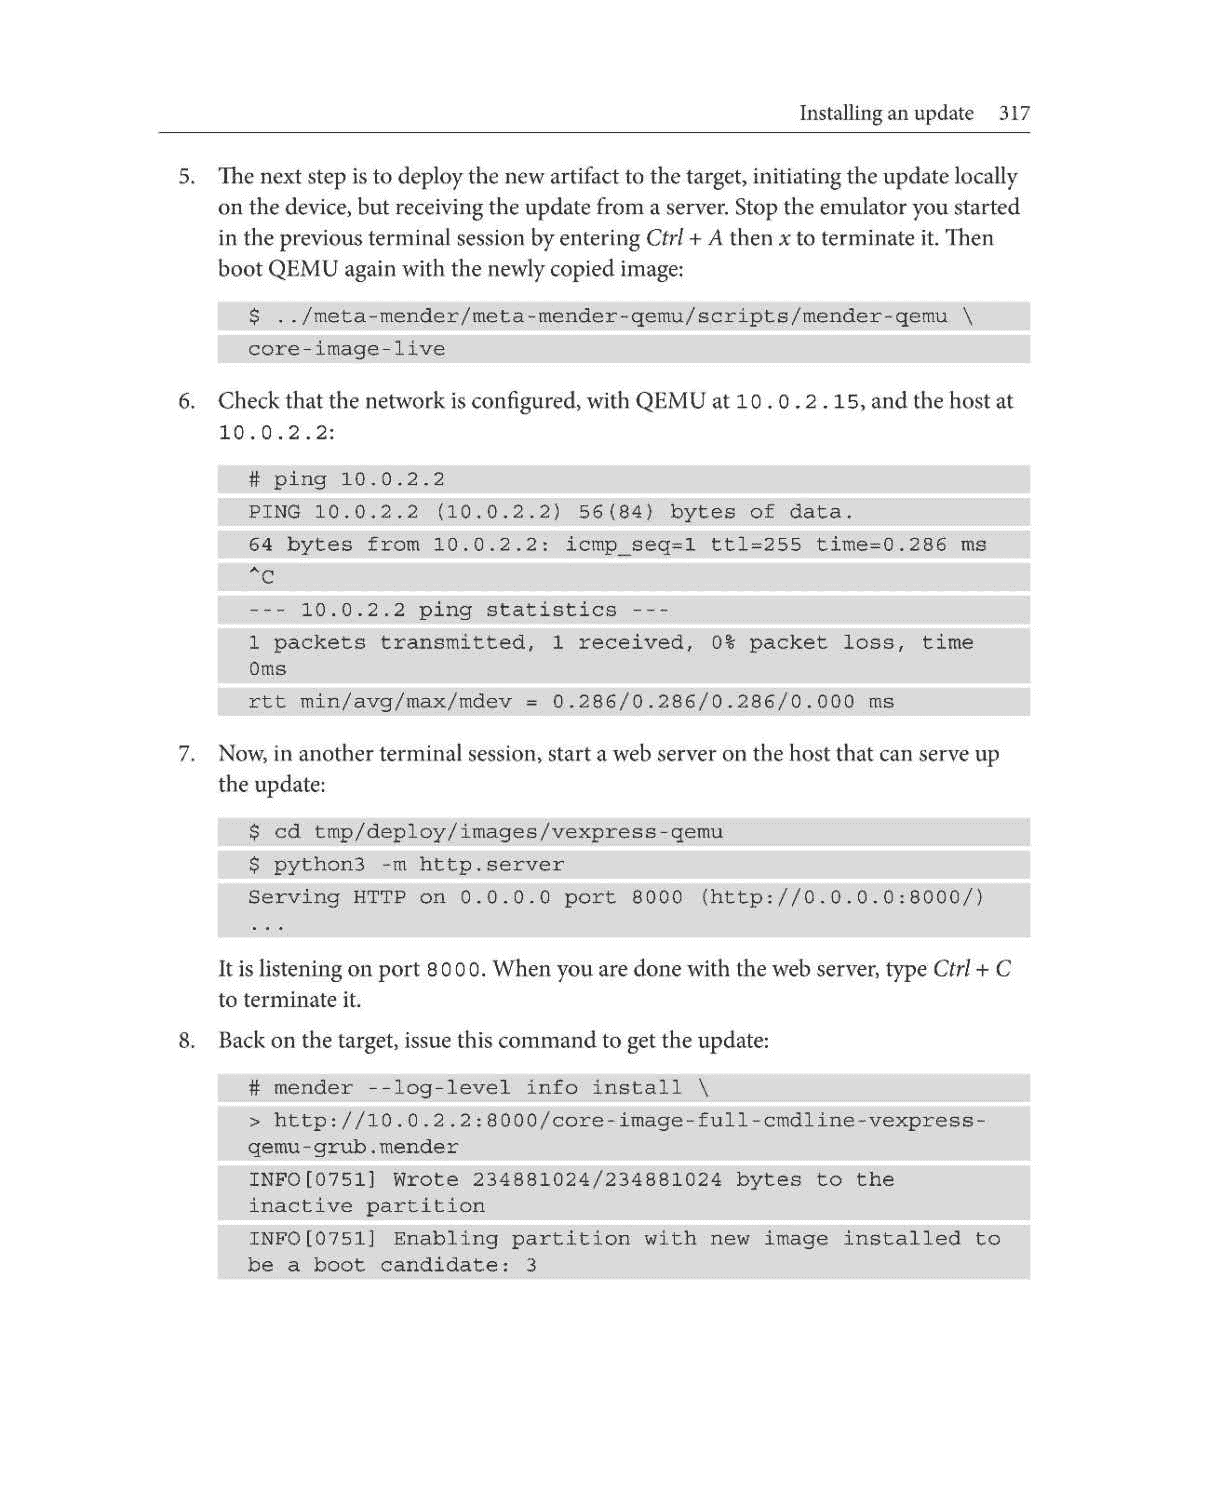 Installing an update 317
5. The next step is to deploy the new artifact to the target, initiating the update locally
on the device, but receiving the update from a server. Stop the emulator you started
in the previous terminal session by entering Ctrl + A then x to terminate it. Then
boot QEMU again with the newly copied image:
$ ../meta-mender/meta-mender-qemu/scripts/mender-qemu \
core-image-live
6. Check that the network is configured, with QEMU at 10.0.2.15, and the host at
10.0.2.2:
# ping 10.0.2.2
PING 10.0.2.2 (10.0.2.2) 56(84) bytes of data.
64 bytes from 10.0.2.2: icmp_seq=1 ttl=255 time=0.286 ms
^C
--- 10.0.2.2 ping statistics ---
1 packets transmitted, 1 received, 0% packet loss, time
0ms
rtt min/avg/max/mdev = 0.286/0.286/0.286/0.000 ms
7. Now, in another terminal session, start a web server on the host that can serve up
the update:
$ cd tmp/deploy/images/vexpress-qemu
$ python3 -m http.server
Serving HTTP on 0.0.0.0 port 8000 (http://0.0.0.0:8000/)
...
It is listening on port 8000. When you are done with the web server, type Ctrl + C
to terminate it.
8. Back on the target, issue this command to get the update:
# mender --log-level info install \
> http://10.0.2.2:8000/core-image-full-cmdline-vexpress-
qemu-grub.mender
INFO[0751] Wrote 234881024/234881024 bytes to the
inactive partition
INFO[0751] Enabling partition with new image installed to
be a boot candidate: 3